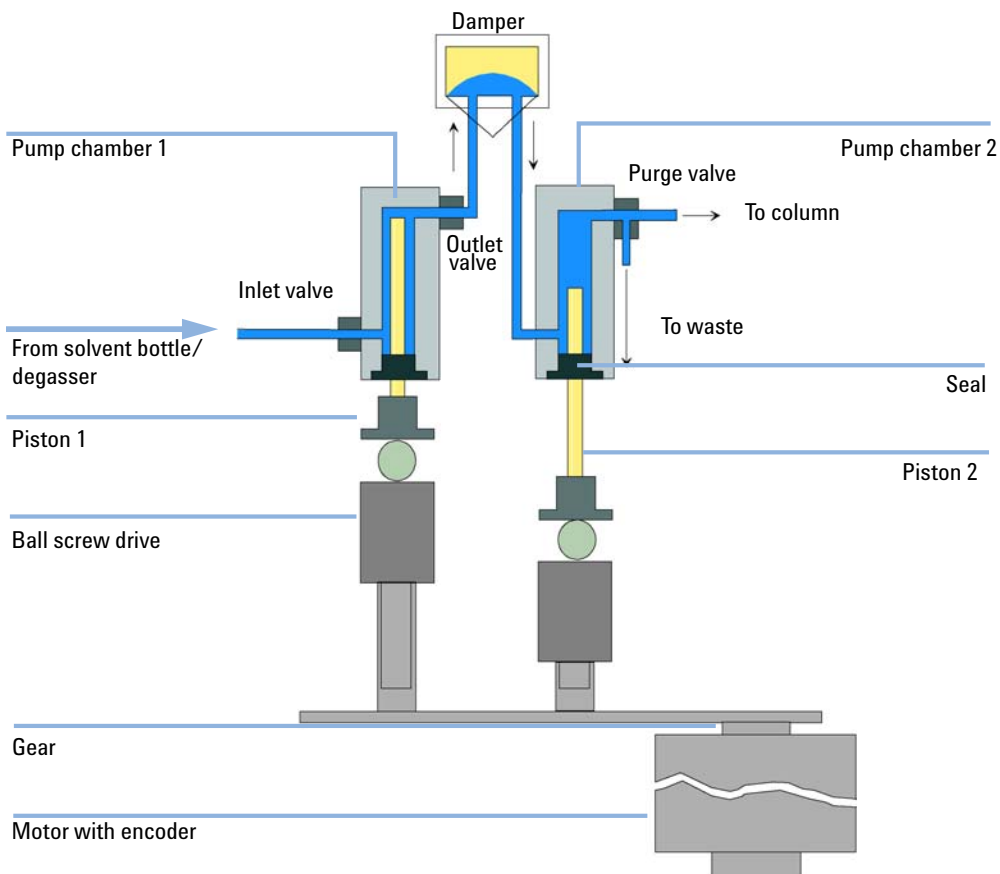 Damper
Pump chamber 1
Pump chamber 2
Purge valve
To column
Outlet
valve
Inlet valve
To waste
From solvent bottle/
degasser
Seal
Piston 1
Piston 2
Ball screw drive
Gear
Motor with encoder